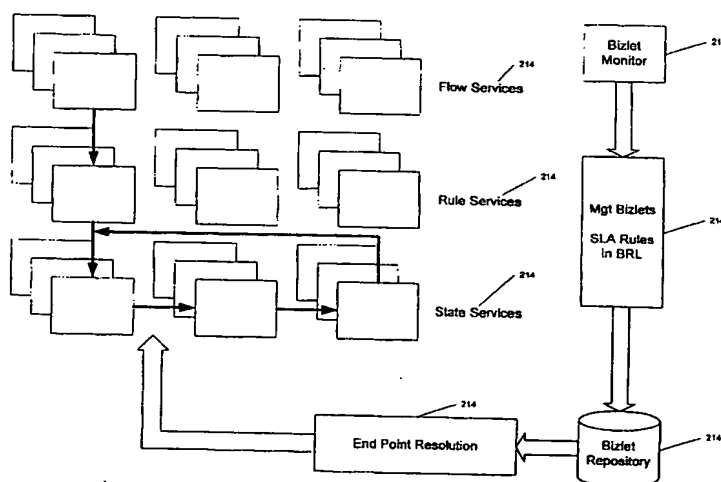 214
Flow Services
Bizlet
Monitor
214
Rule Services
214
Mgt Bizlets
SLA Rules
in BRL
214
State Services
214
End Point Resolution
Bizlet
Repository
214